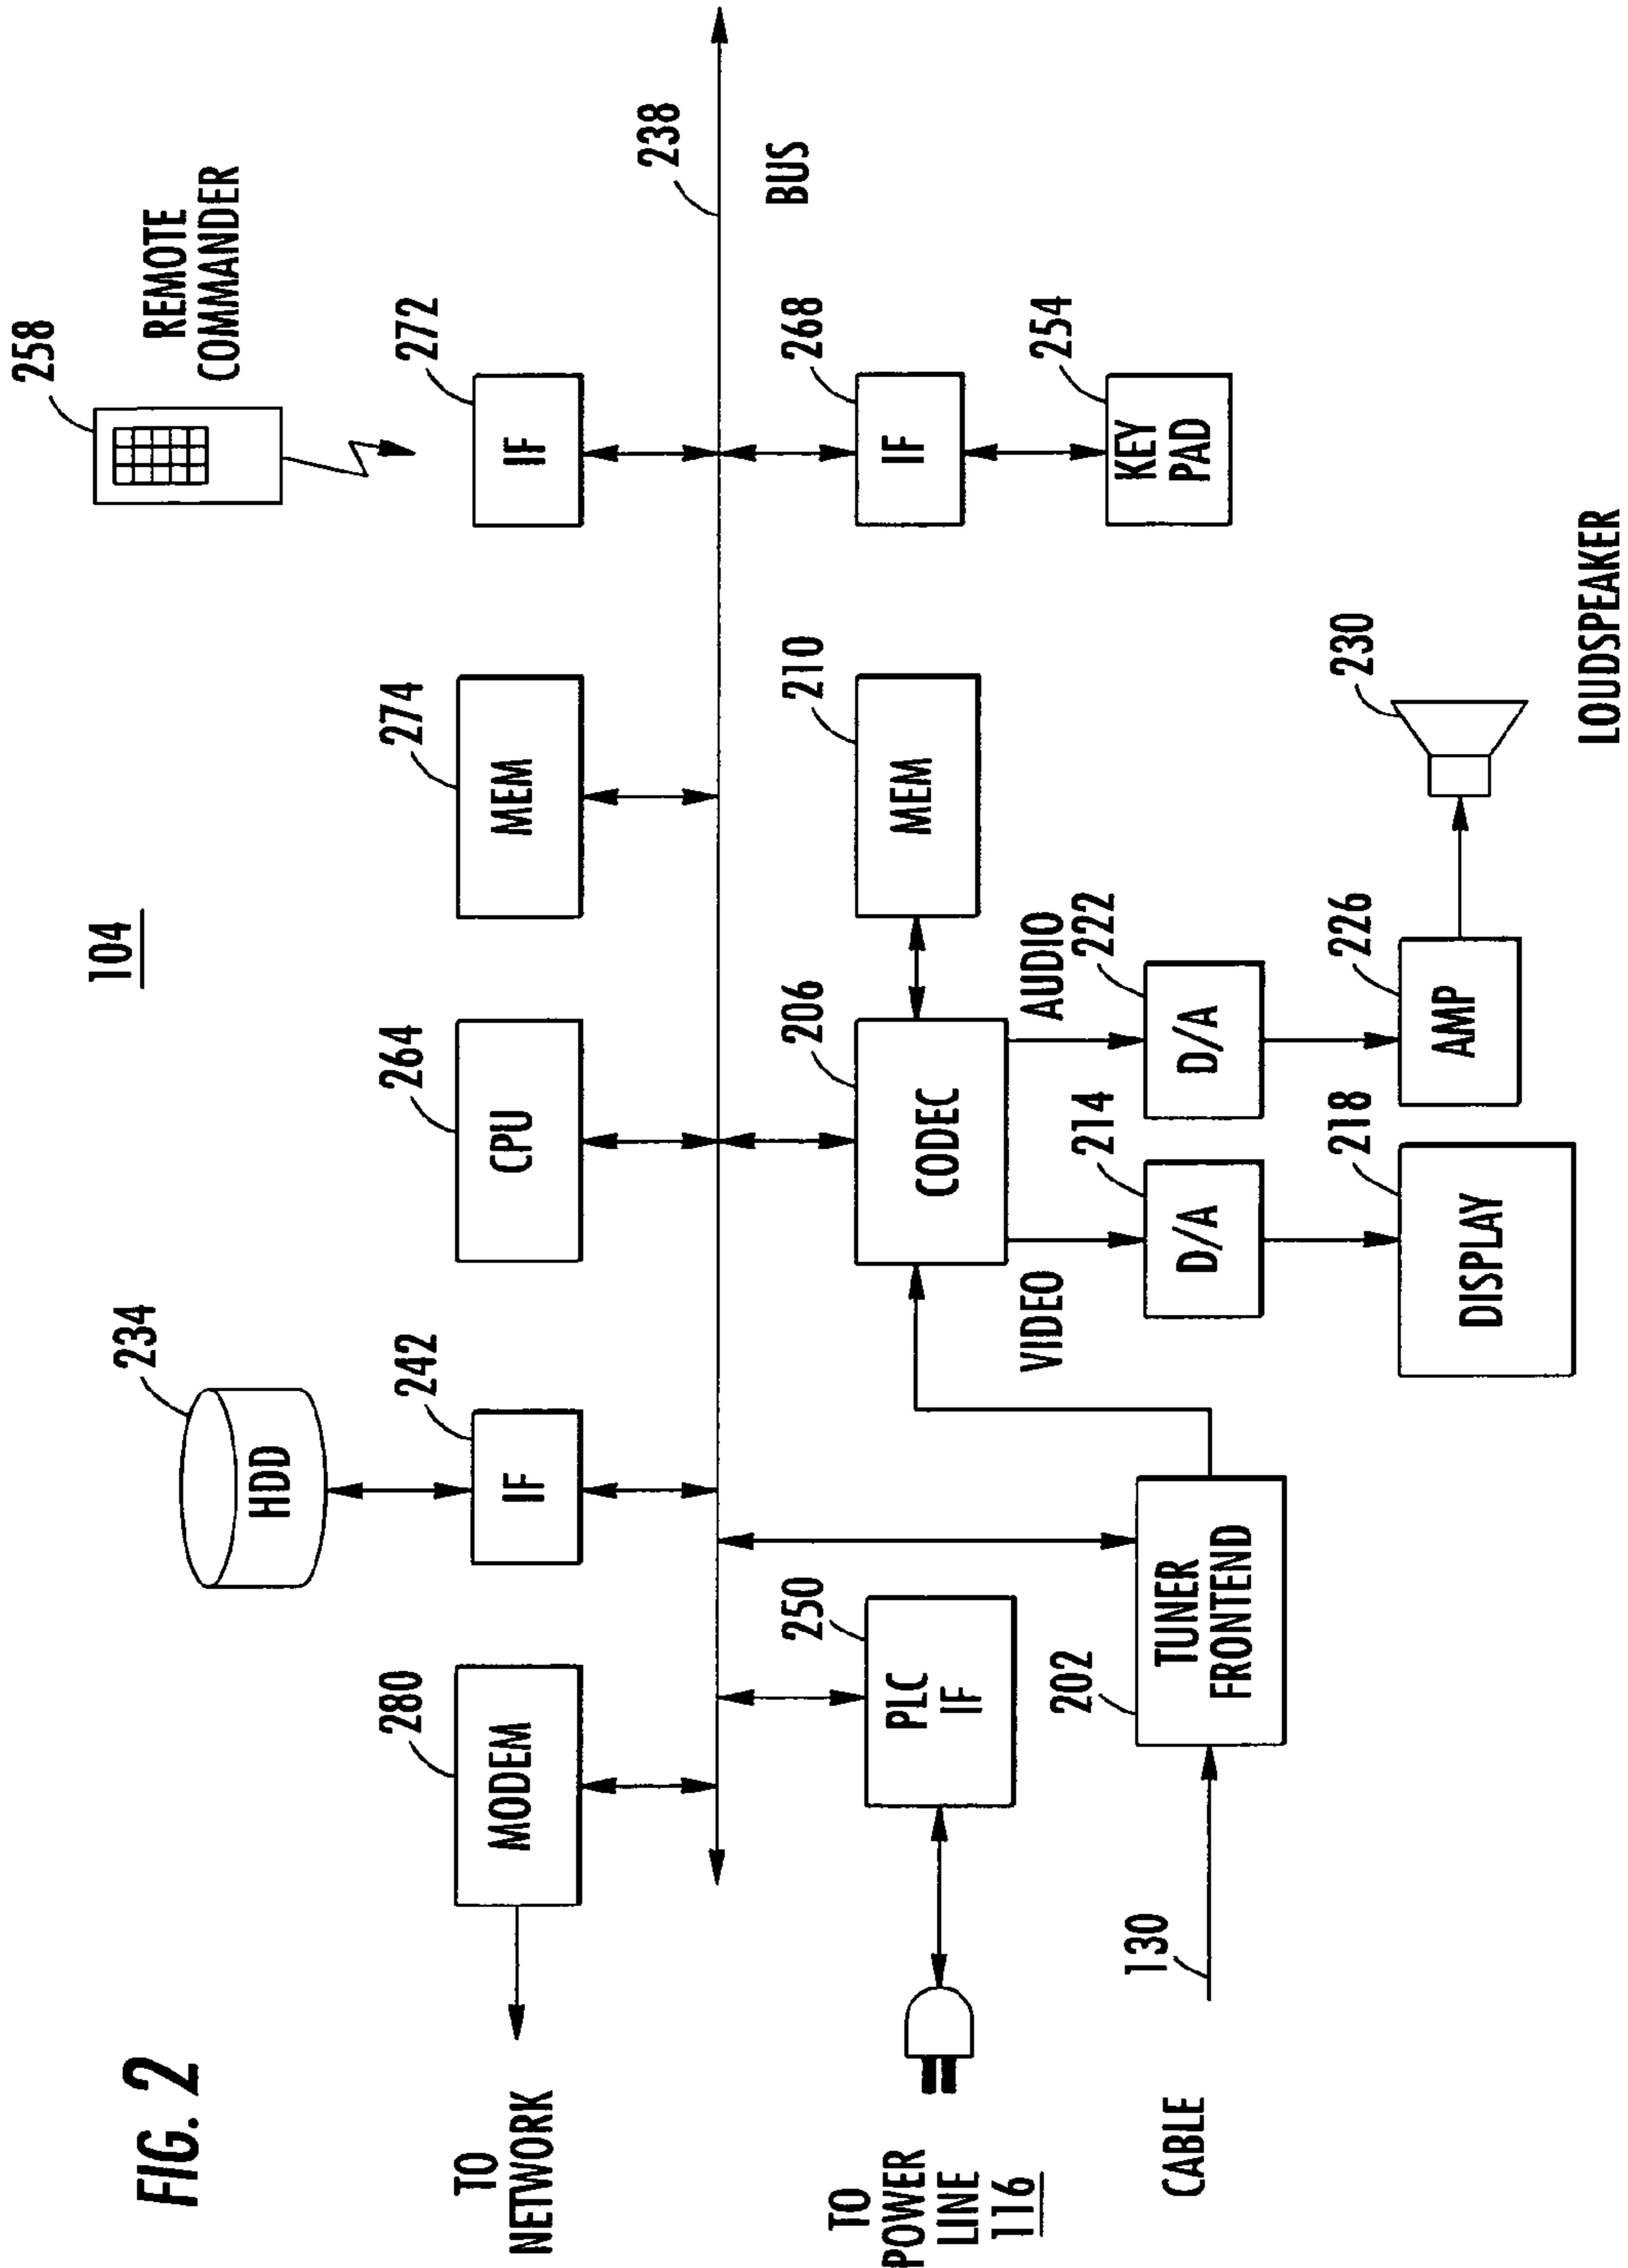 FIG. 2
104
258
REMOTE
COMMANDER
234
HDD
280
MODEM
TO
NETWORK
242
IF
264
CPU
274
MEM
272
IF
238
BUS
TO
POWER
LINE
116
250
PLC
IF
206
CODEC
210
MEM
268
IF
254
KEY
PAD
CABLE
130
202
TUNER
FRONTEND
VIDEO
214
D/A
AUDIO
222
D/A
218
DISPLAY
226
AMP
230
LOUDSPEAKER